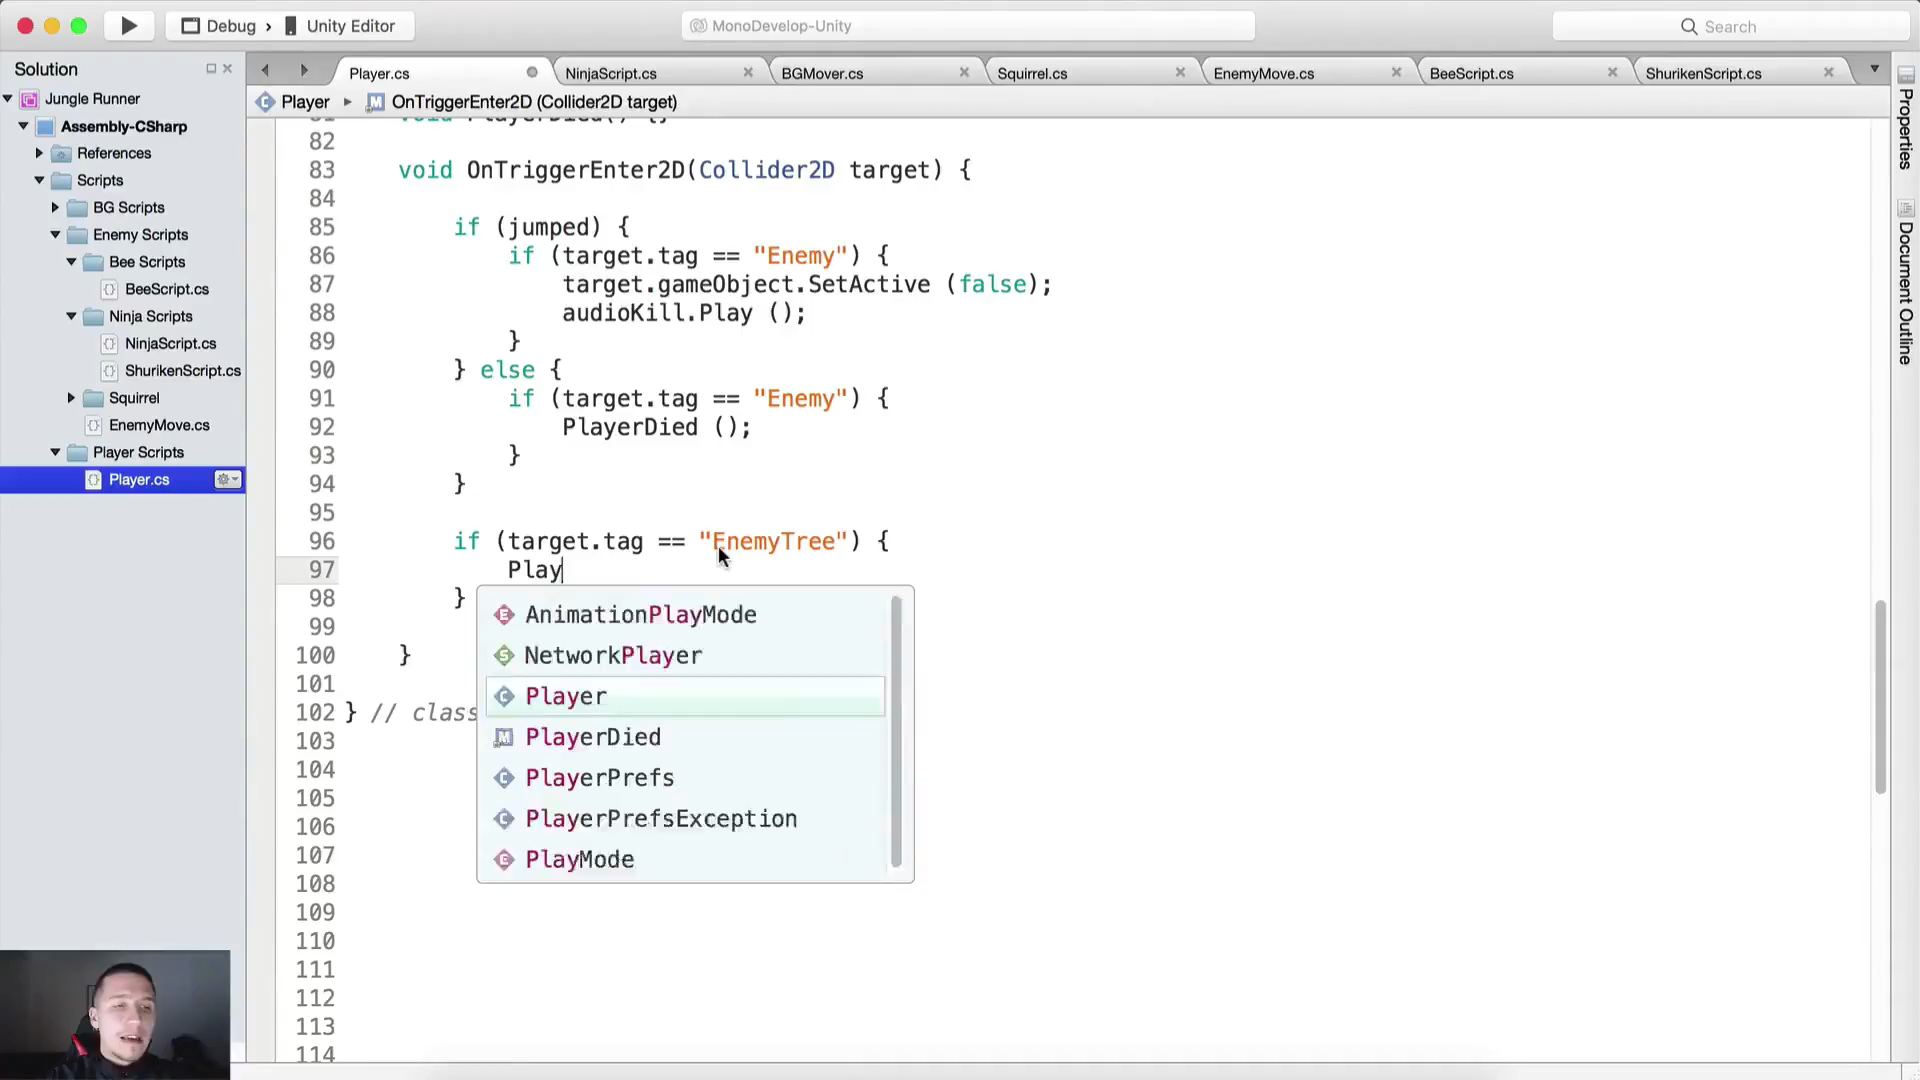 Debug › Unity Editor
MonoDevelop-Unity
Search
Solution
Player.cs
NinjaScript.cs
BGMover.cs
Squirrel.cs
EnemyMove.cs
BeeScript.cs
ShurikenScript.cs
Jungle Runner
Assembly-CSharp
References
Scripts
BG Scripts
Enemy Scripts
Bee Scripts
BeeScript.cs
Ninja Scripts
NinjaScript.cs
ShurikenScript.cs
Squirrel
EnemyMove.cs
Player Scripts
Player.cs
Player ▸ OnTriggerEnter2D (Collider2D target)
81 void PlayerDied() {}
82
83 void OnTriggerEnter2D(Collider2D target) {
84
85 if (jumped) {
86 if (target.tag == "Enemy") {
87 target.gameObject.SetActive (false);
88 audioKill.Play ();
89 }
90 } else {
91 if (target.tag == "Enemy") {
92 PlayerDied ();
93 }
94 }
95
96 if (target.tag == "EnemyTree") {
97 Play
98 }
99
100 }
101
102 } // class
103
104
105
106
107
108
109
110
111
112
113
114
AnimationPlayMode
NetworkPlayer
Player
PlayerDied
PlayerPrefs
PlayerPrefsException
PlayMode
Properties
Document Outline